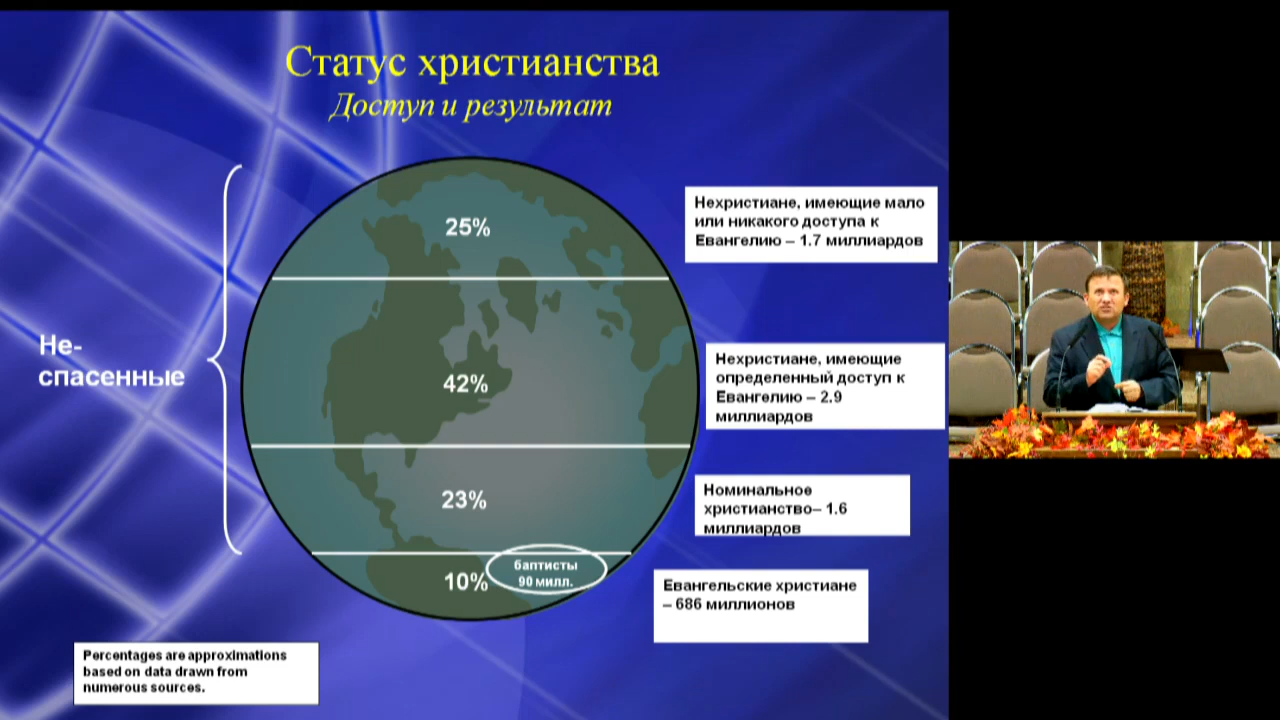 Статус христианства
Доступ и результат
25%
Нехристиане, имеющие мало
или никакого доступа к
Евангелию – 1.7 миллиардов
Не-
спасенные
42%
Нехристиане, имеющие
определенный доступ к
Евангелию – 2.9
миллиардов
23%
Номинальное
христианство– 1.6
миллиардов
10%
баптисты
90 милл.
Евангельские христиане
– 686 миллионов
Percentages are approximations
based on data drawn from
numerous sources.